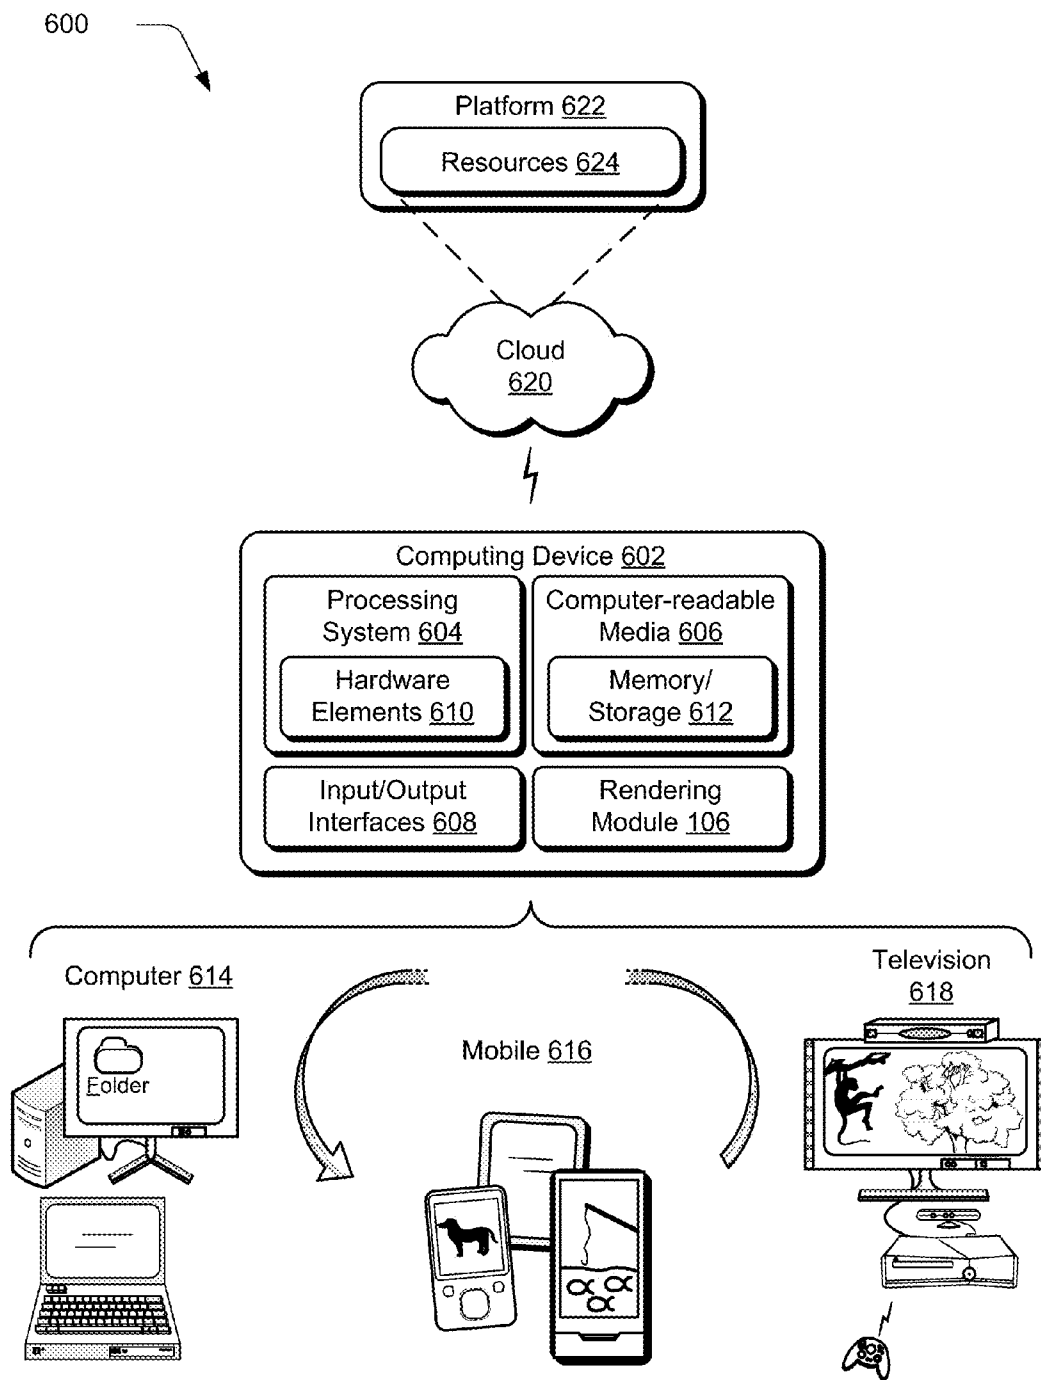 600
Platform 622
Resources 624
Cloud
620
Computing Device 602
Processing
System 604
Hardware
Elements 610
Computer-readable
Media 606
Memory/
Storage 612
Input/Output
Interfaces 608
Rendering
Module 106
Computer 614
Folder
Mobile 616
Television
618